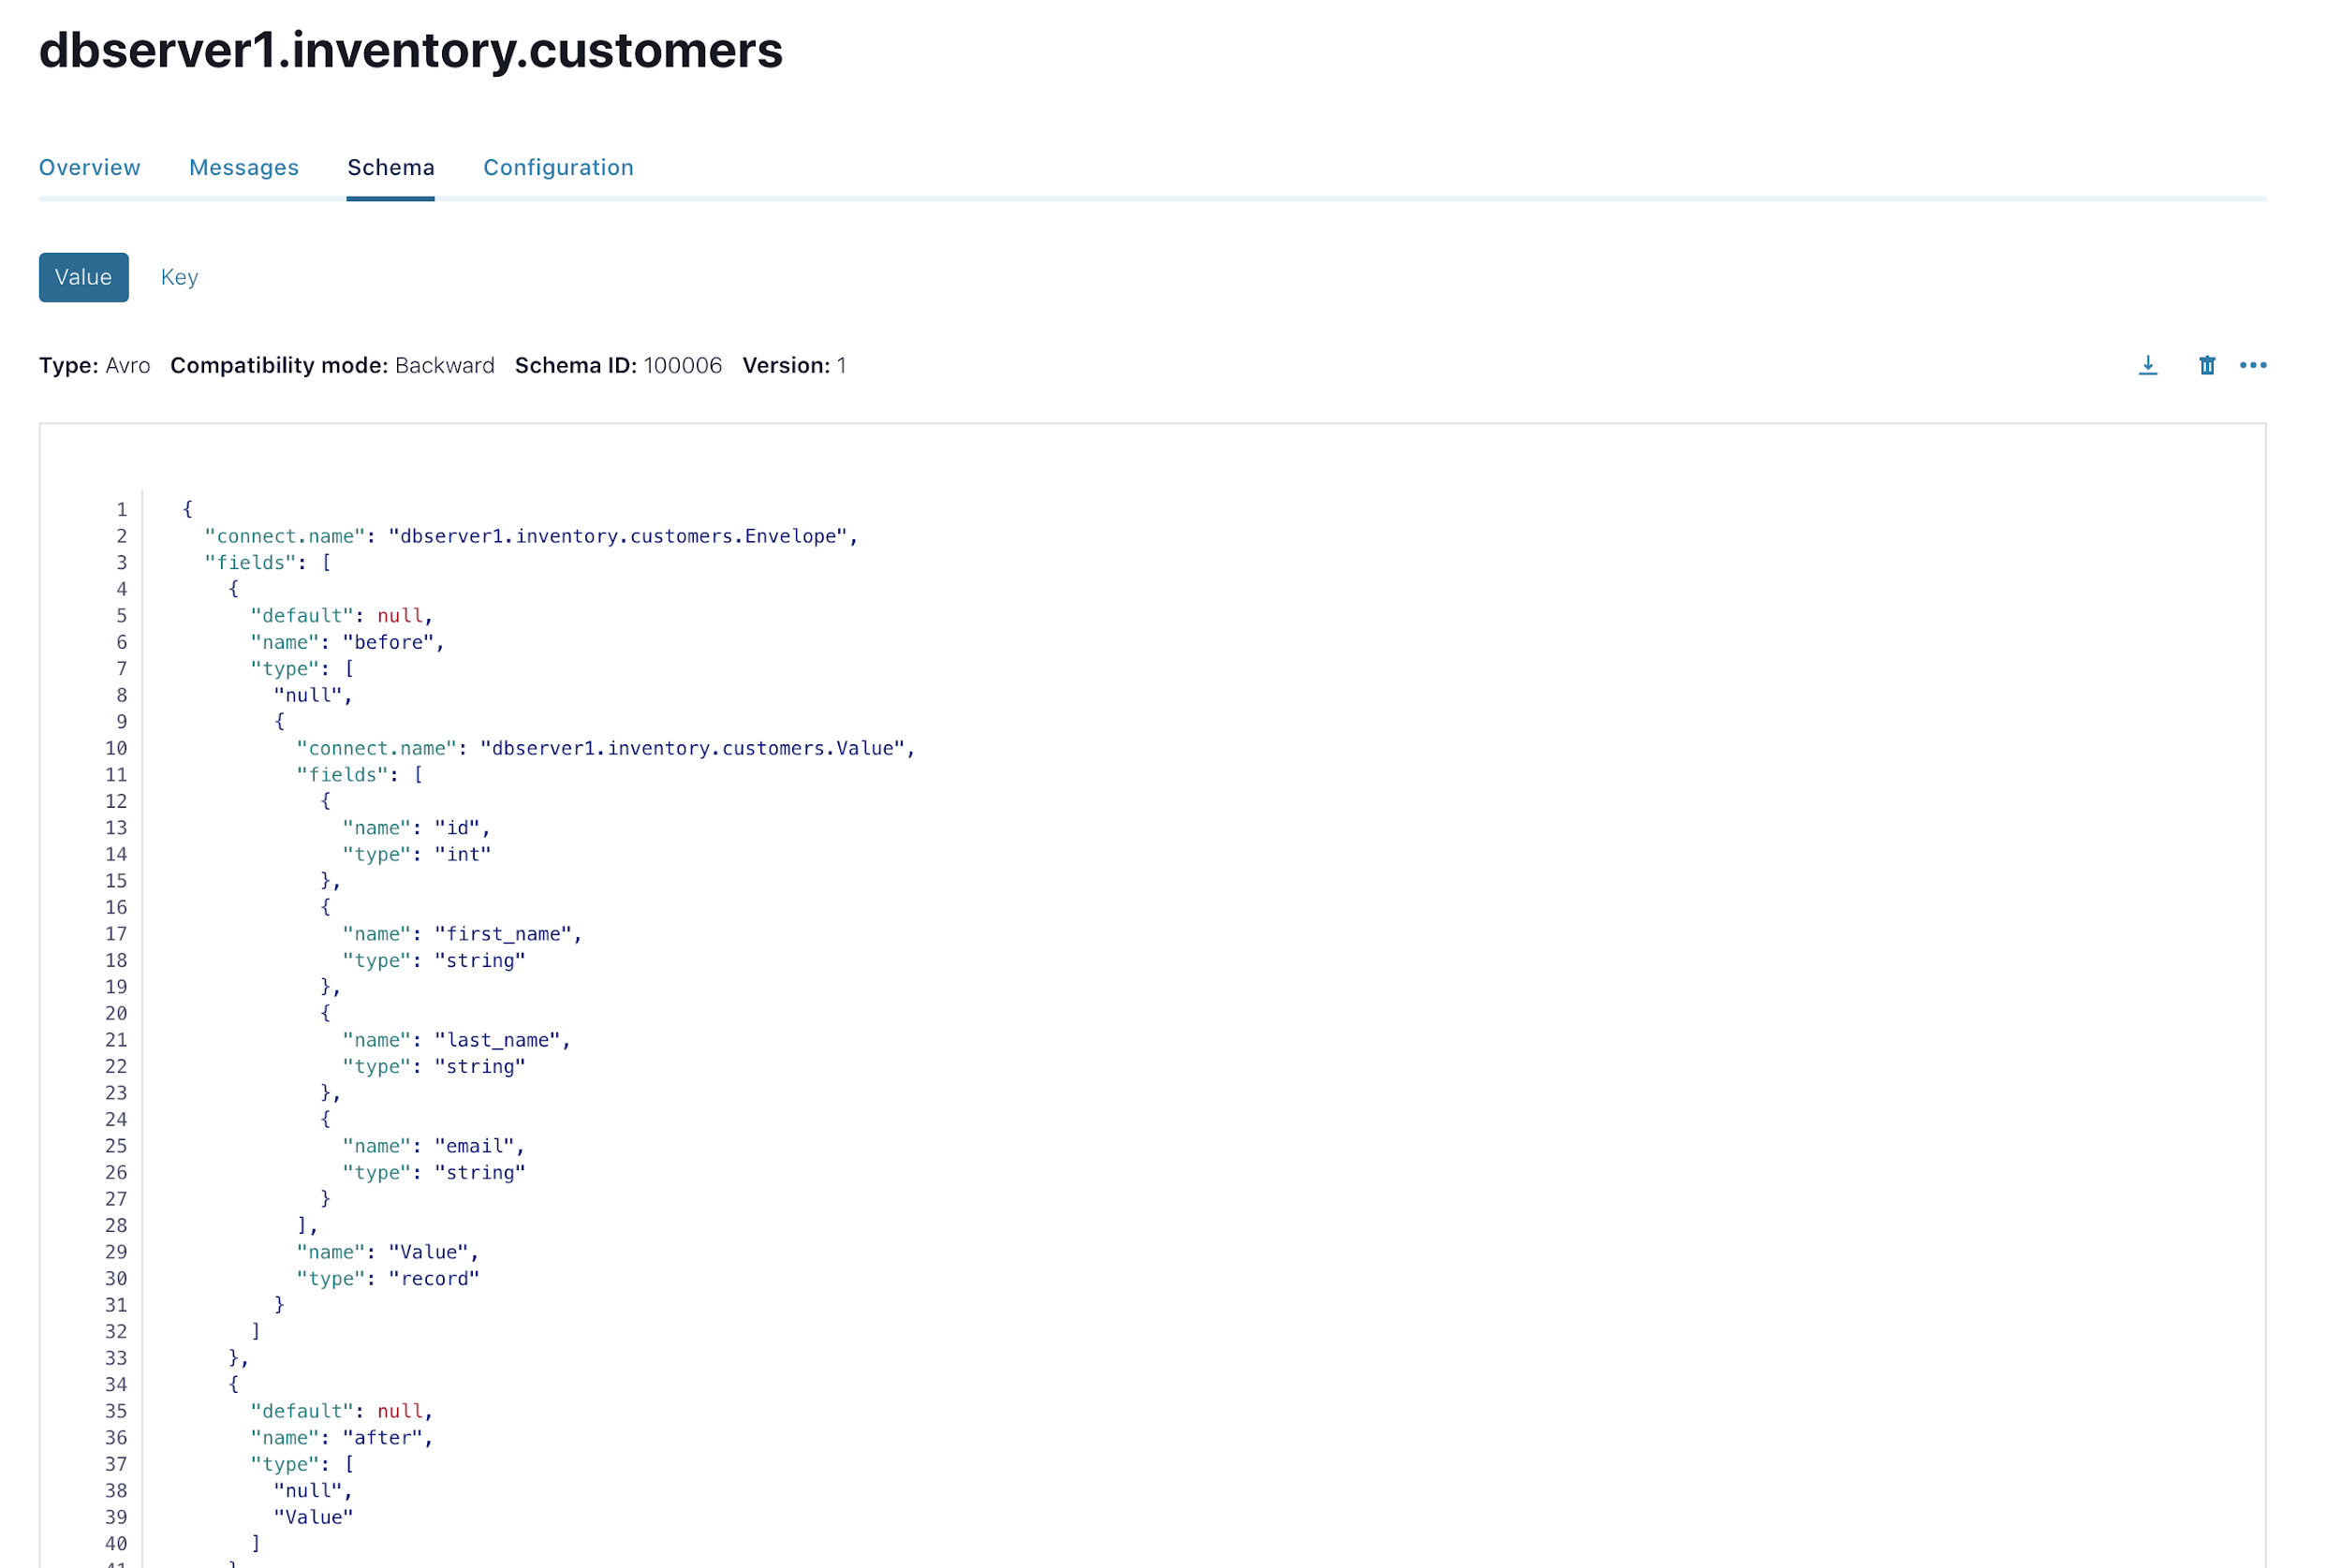 dbserver1.inventory.customers
Overview Messages Schema Configuration
Value Key
Type: Avro Compatibility mode: Backward Schema ID: 100006 Version: 1
1 {
2 "connect.name": "dbserver1.inventory.customers.Envelope",
3 "fields": [
4 {
5 "default": null,
6 "name": "before",
7 "type": [
8 "null",
9 {
10 "connect.name": "dbserver1.inventory.customers.Value",
11 "fields": [
12 {
13 "name": "id",
14 "type": "int"
15 },
16 {
17 "name": "first_name",
18 "type": "string"
19 },
20 {
21 "name": "last_name",
22 "type": "string"
23 },
24 {
25 "name": "email",
26 "type": "string"
27 }
28 ],
29 "name": "Value",
30 "type": "record"
31 }
32 ]
33 },
34 {
35 "default": null,
36 "name": "after",
37 "type": [
38 "null",
39 "Value"
40 ]